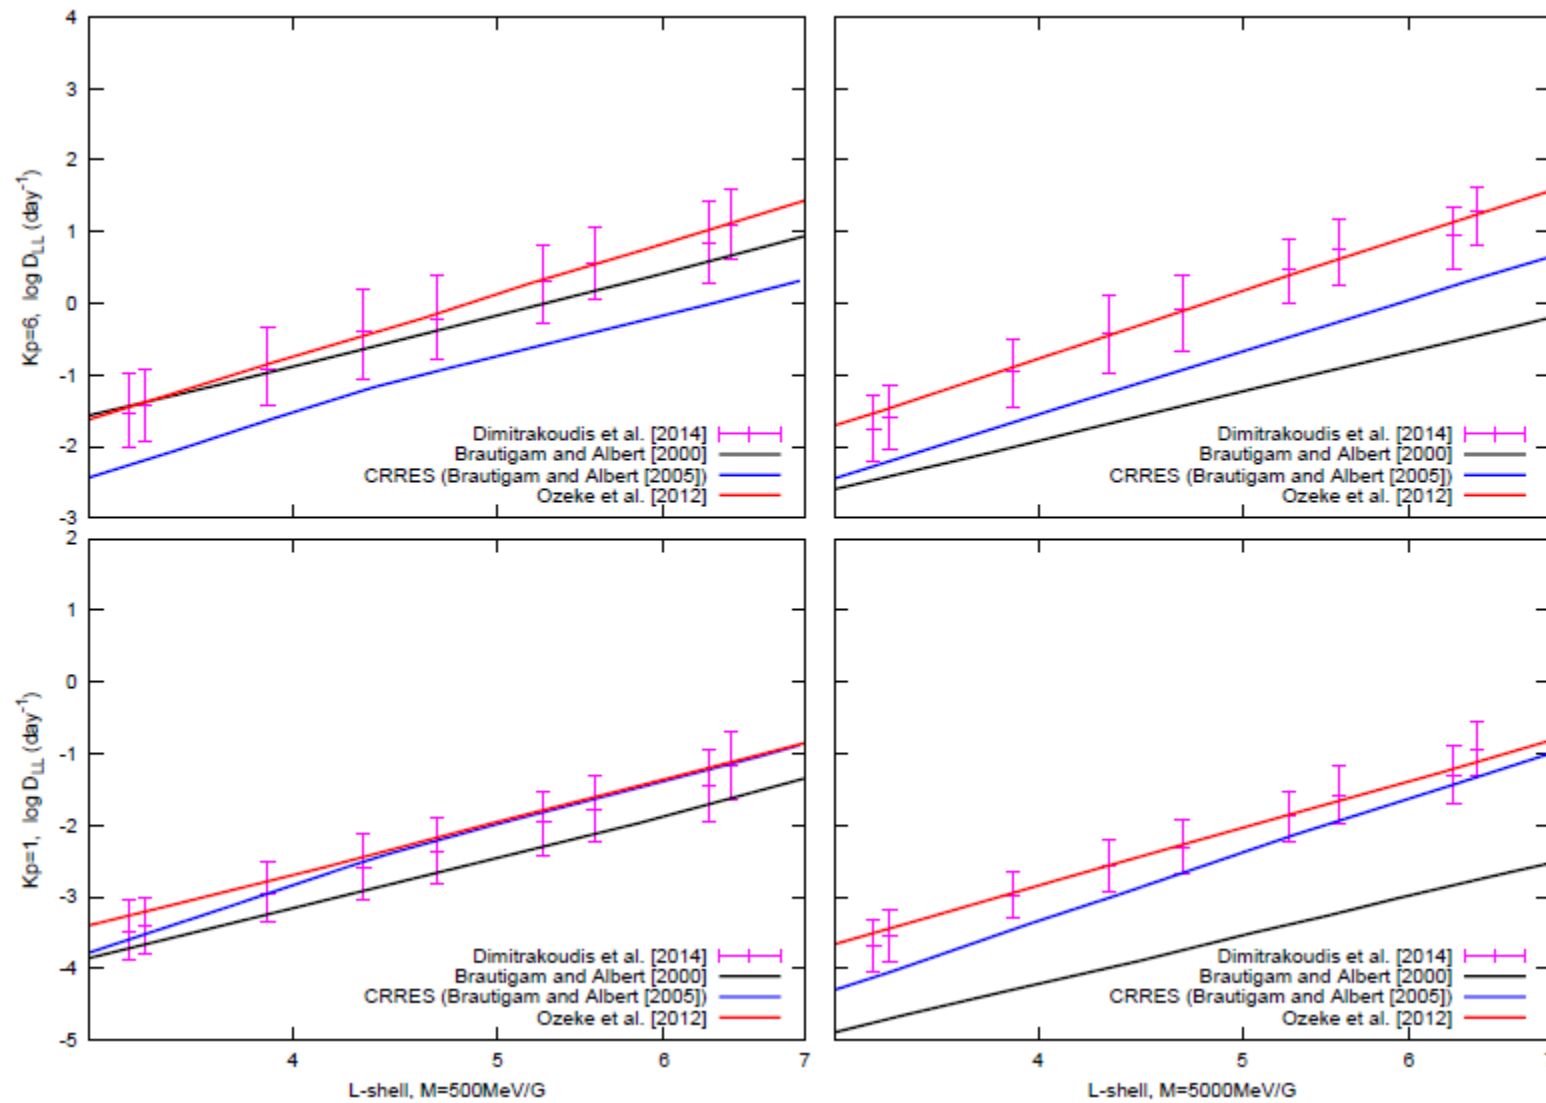 4
3
2
1
0
-1
-2
-3
Kp=6, log D_LL (day^-1)
Dimitrakoudis et al. [2014]
Brautigam and Albert [2000]
CRRES (Brautigam and Albert [2005])
Ozeke et al. [2012]
Dimitrakoudis et al. [2014]
Brautigam and Albert [2000]
CRRES (Brautigam and Albert [2005])
Ozeke et al. [2012]
2
1
0
-1
-2
-3
-4
-5
Kp=1, log D_LL (day^-1)
Dimitrakoudis et al. [2014]
Brautigam and Albert [2000]
CRRES (Brautigam and Albert [2005])
Ozeke et al. [2012]
4 5 6 7
L-shell, M=500MeV/G
Dimitrakoudis et al. [2014]
Brautigam and Albert [2000]
CRRES (Brautigam and Albert [2005])
Ozeke et al. [2012]
4 5 6
L-shell, M=5000MeV/G